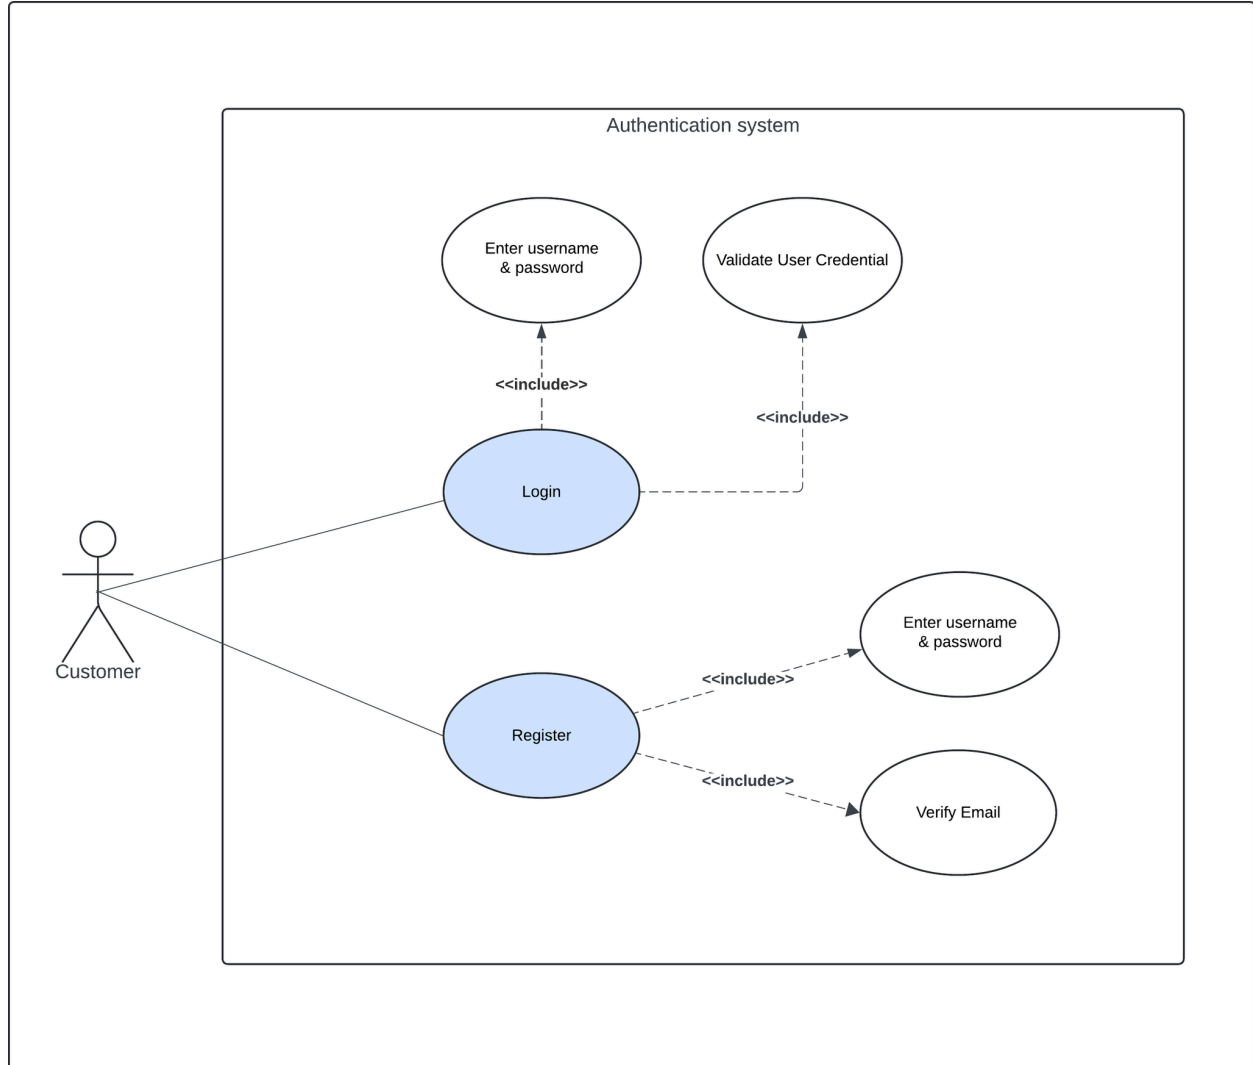 Authentication system
Enter username
& password
Validate User Credential
<<include>>
<<include>>
Login
Customer
Enter username
& password
<<include>>
Register
<<include>>
Verify Email